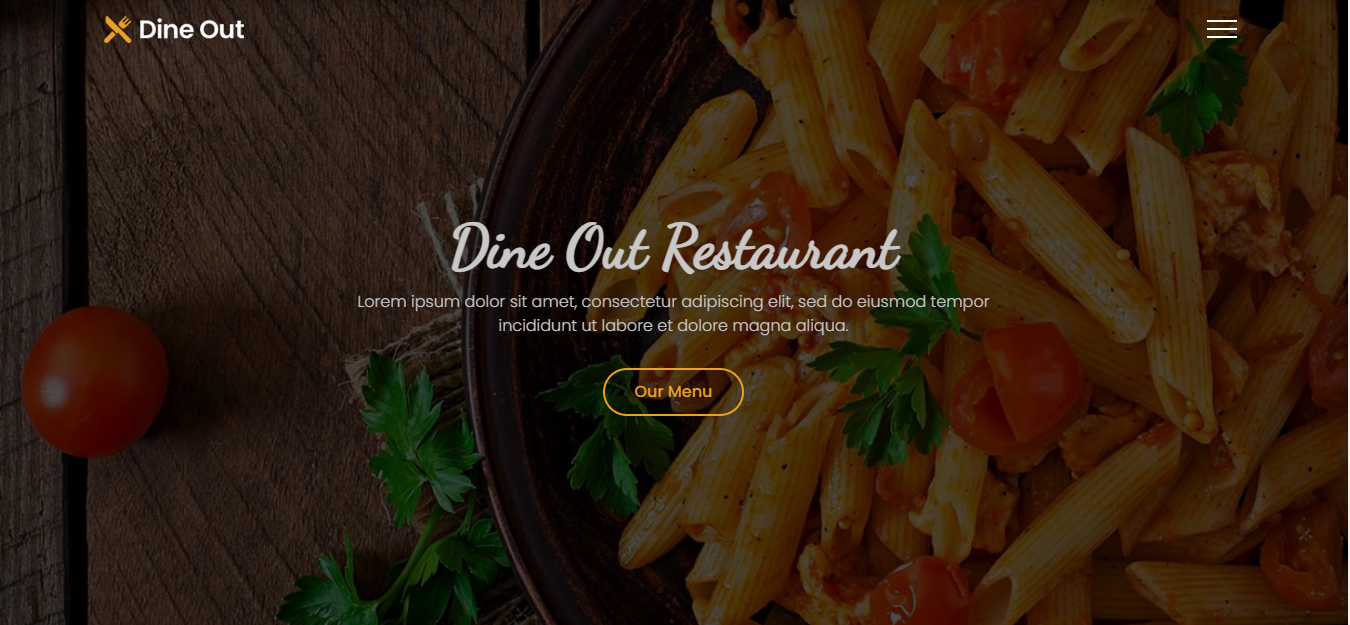 Dine Out
Dine Out Restaurant
Lorem ipsum dolor sit amet, consectetur adipiscing elit, sed do eiusmod tempor
incididunt ut labore et dolore magna aliqua.
Our Menu